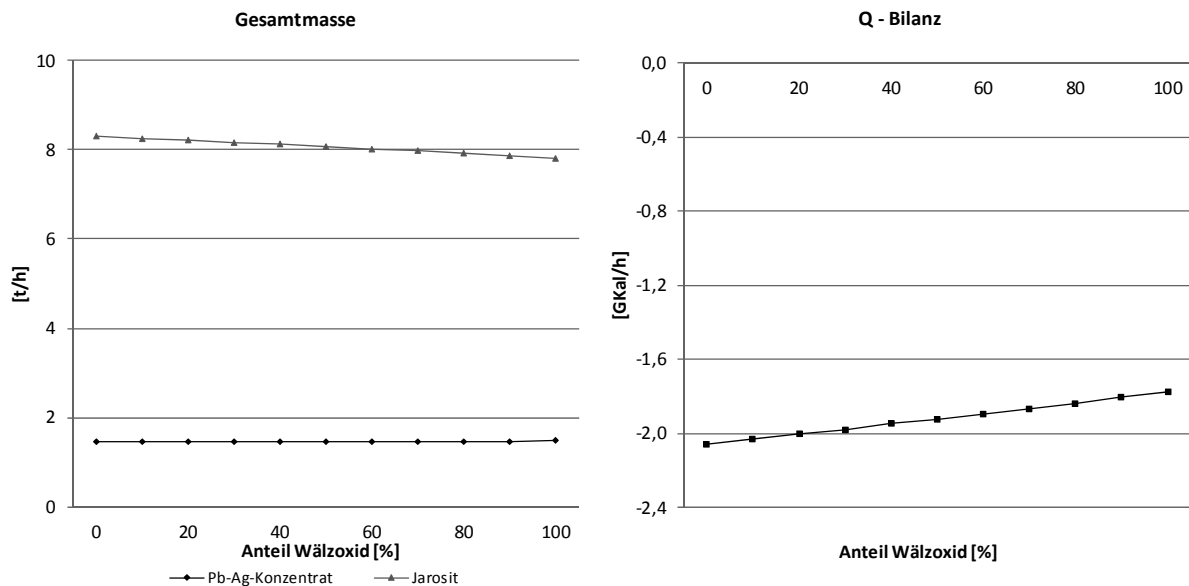 Gesamtmasse
10
8
6
4
2
0
[t/h]
0 20 40 60 80 100
Anteil Wälzoxid [%]
Pb-Ag-Konzentrat Jarosit
Q - Bilanz
0,0
-0,4
-0,8
-1,2
-1,6
-2,0
-2,4
[GKal/h]
0 20 40 60 80 100
Anteil Wälzoxid [%]